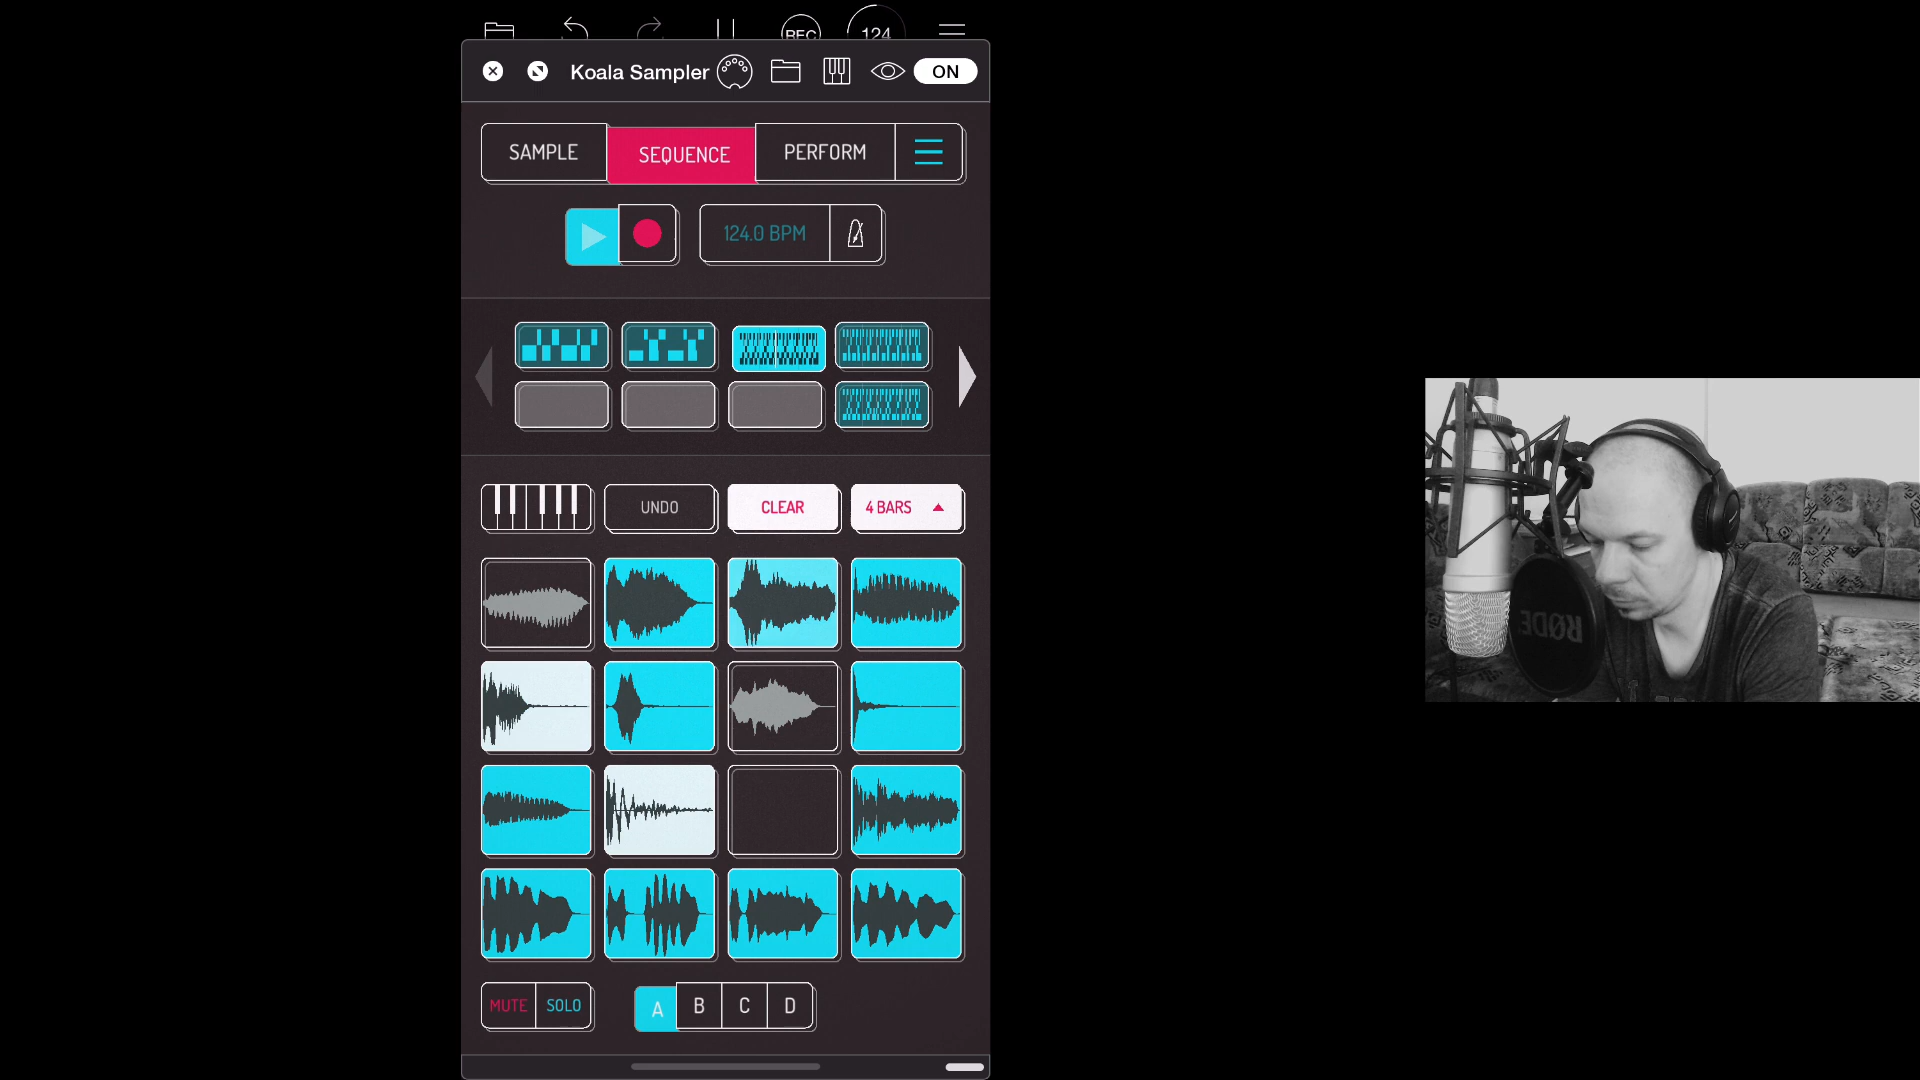 REC 124
Koala Sampler ON
SAMPLE SEQUENCE PERFORM
124.0 BPM
UNDO CLEAR 4 BARS
RØDE
MUTE SOLO A B C D